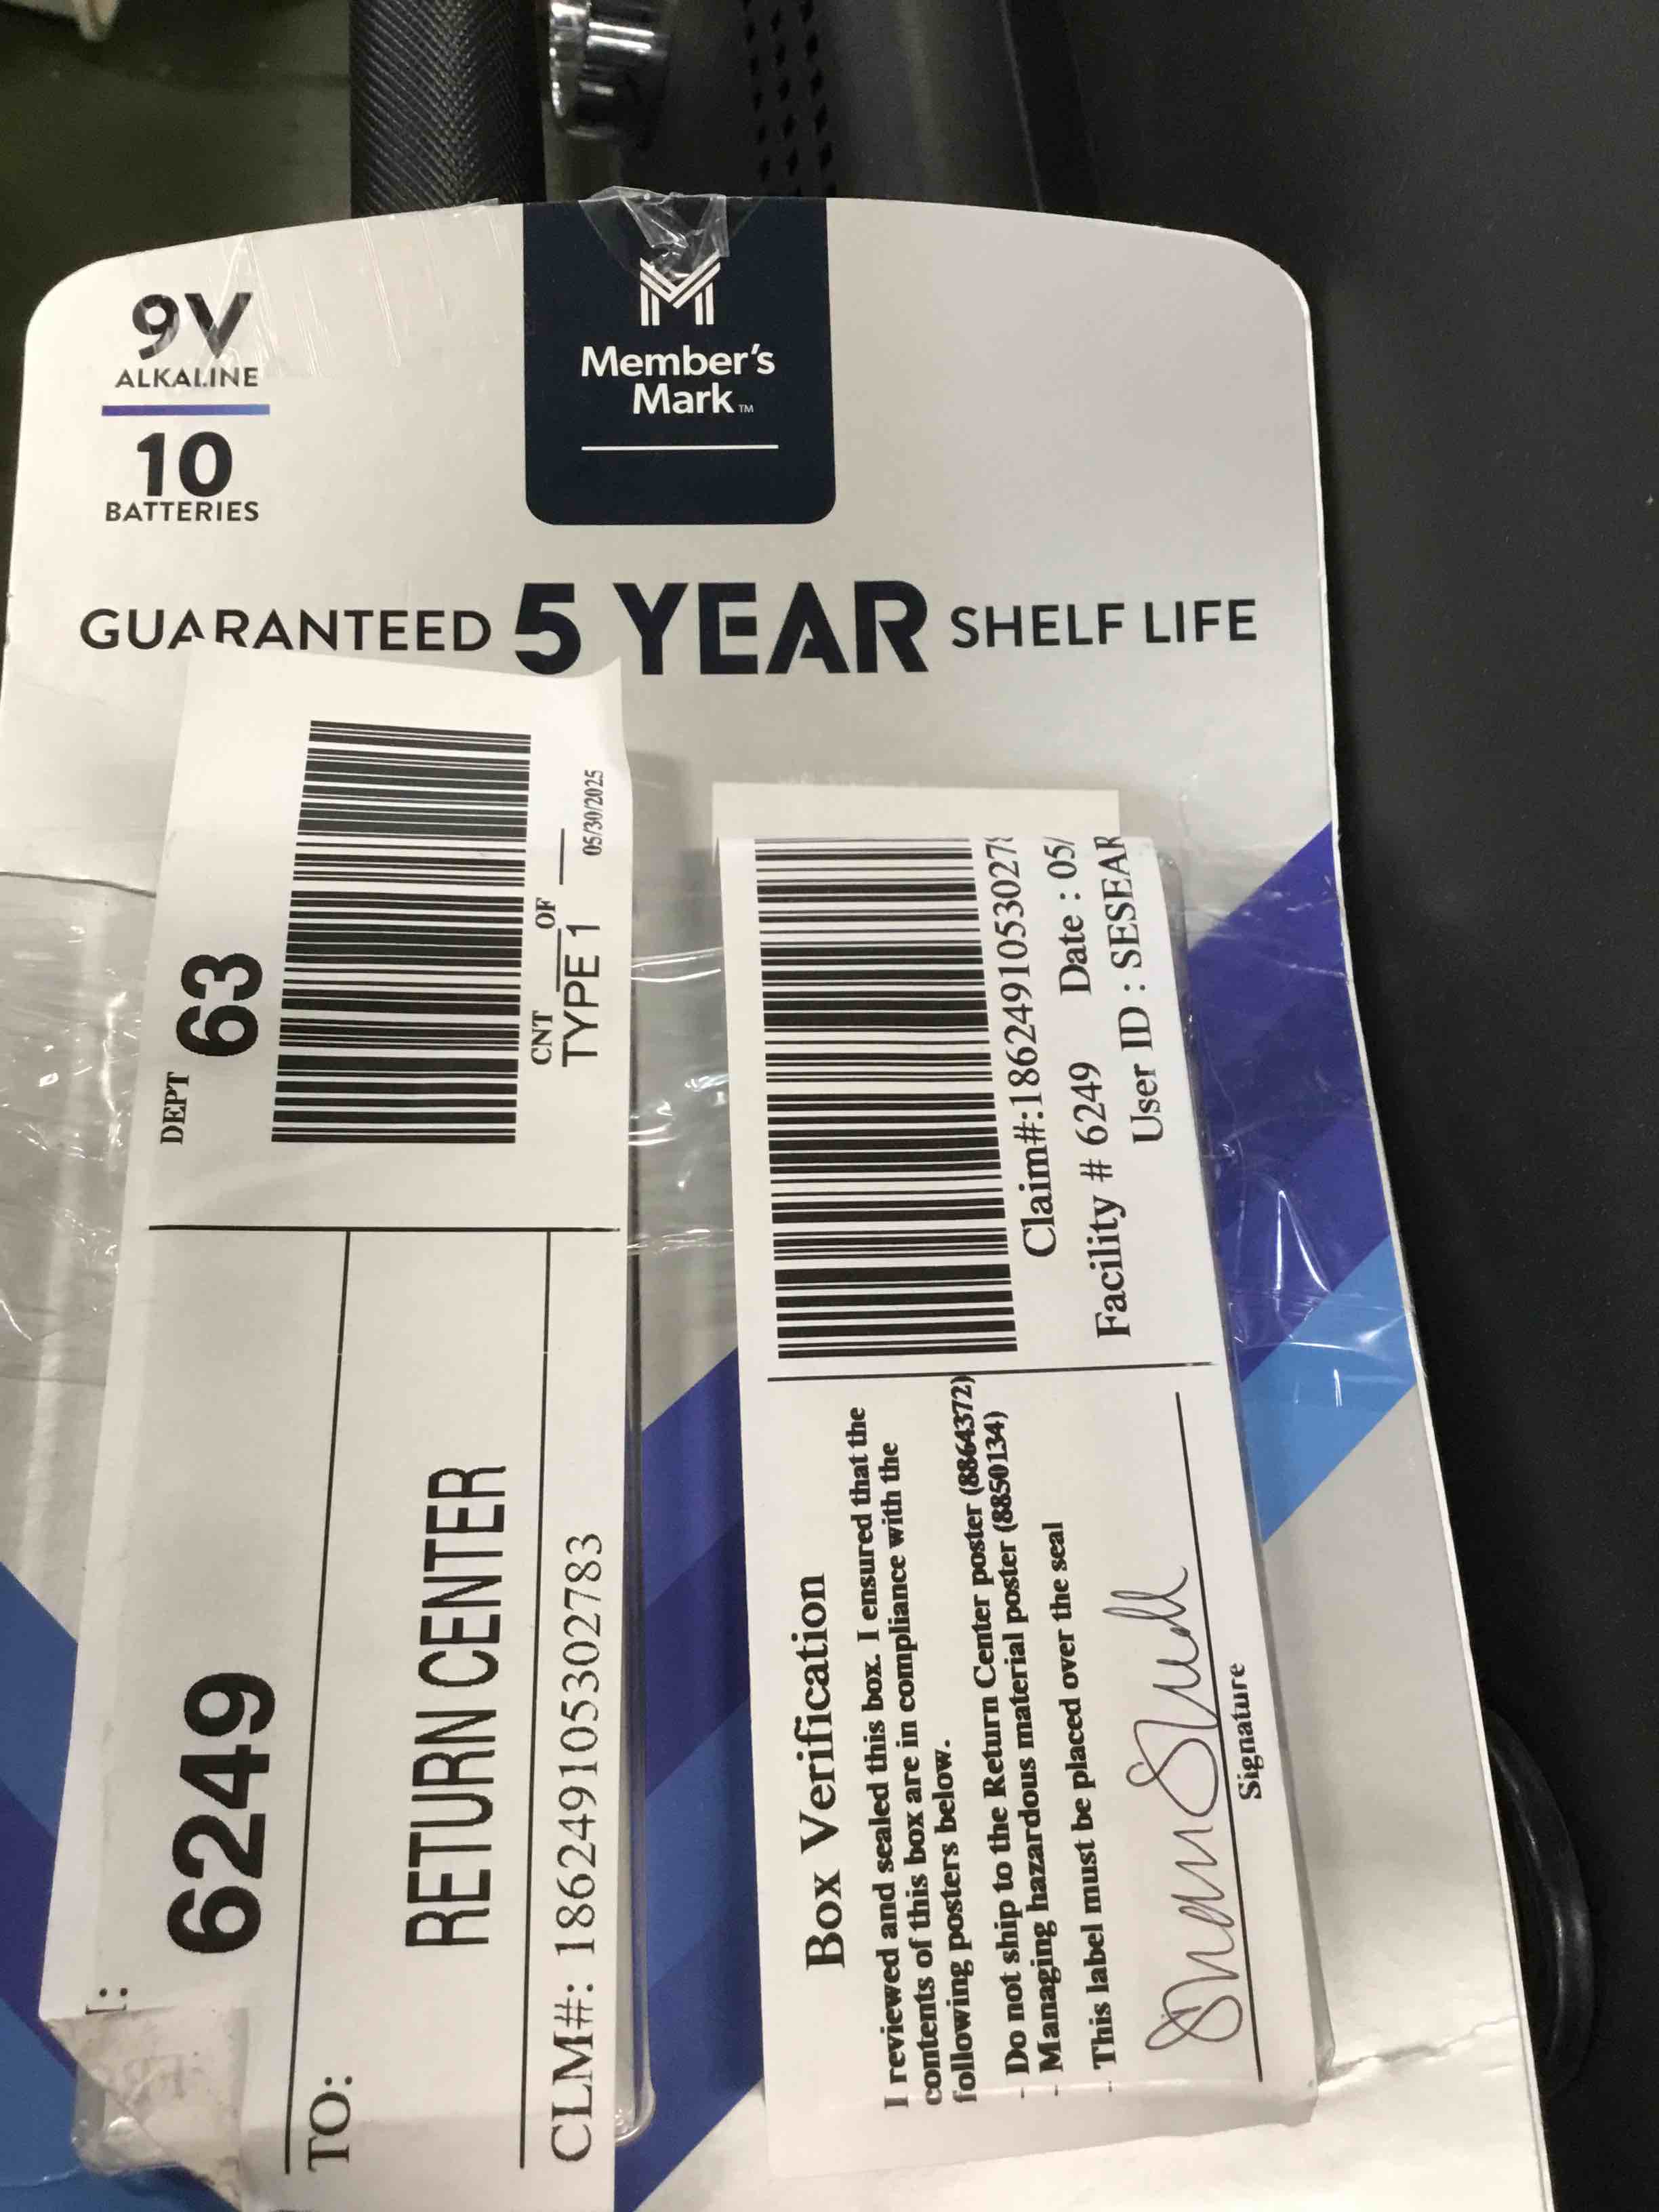 9V
ALKALINE
10
BATTERIES
Member's
Mark™
GUARANTEED 5 YEAR SHELF LIFE
DEPT 63
CNT OF
TYPE 1
05/30/2025
6249
TO:
RETURN CENTER
CLM#: 18624910530278​3
Claim#:18624910530278
Facility # 6249 Date : 05/
User ID : SESEAR
Box Verification
I reviewed and sealed this box. I ensured that the
contents of this box are in compliance with the
following posters below.
- Do not ship to the Return Center poster (8864372)
- Managing hazardous material poster (8850134)
- This label must be placed over the seal
Signature